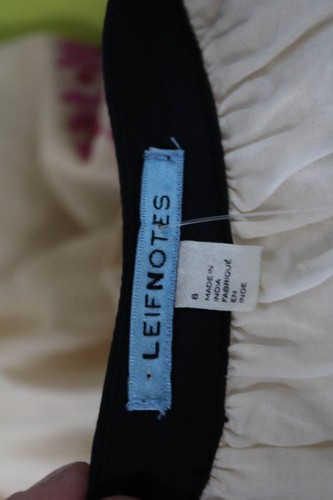 LEIFNOTES
8
MADE IN
INDIA
FABRIQUÉ
EN
INDE